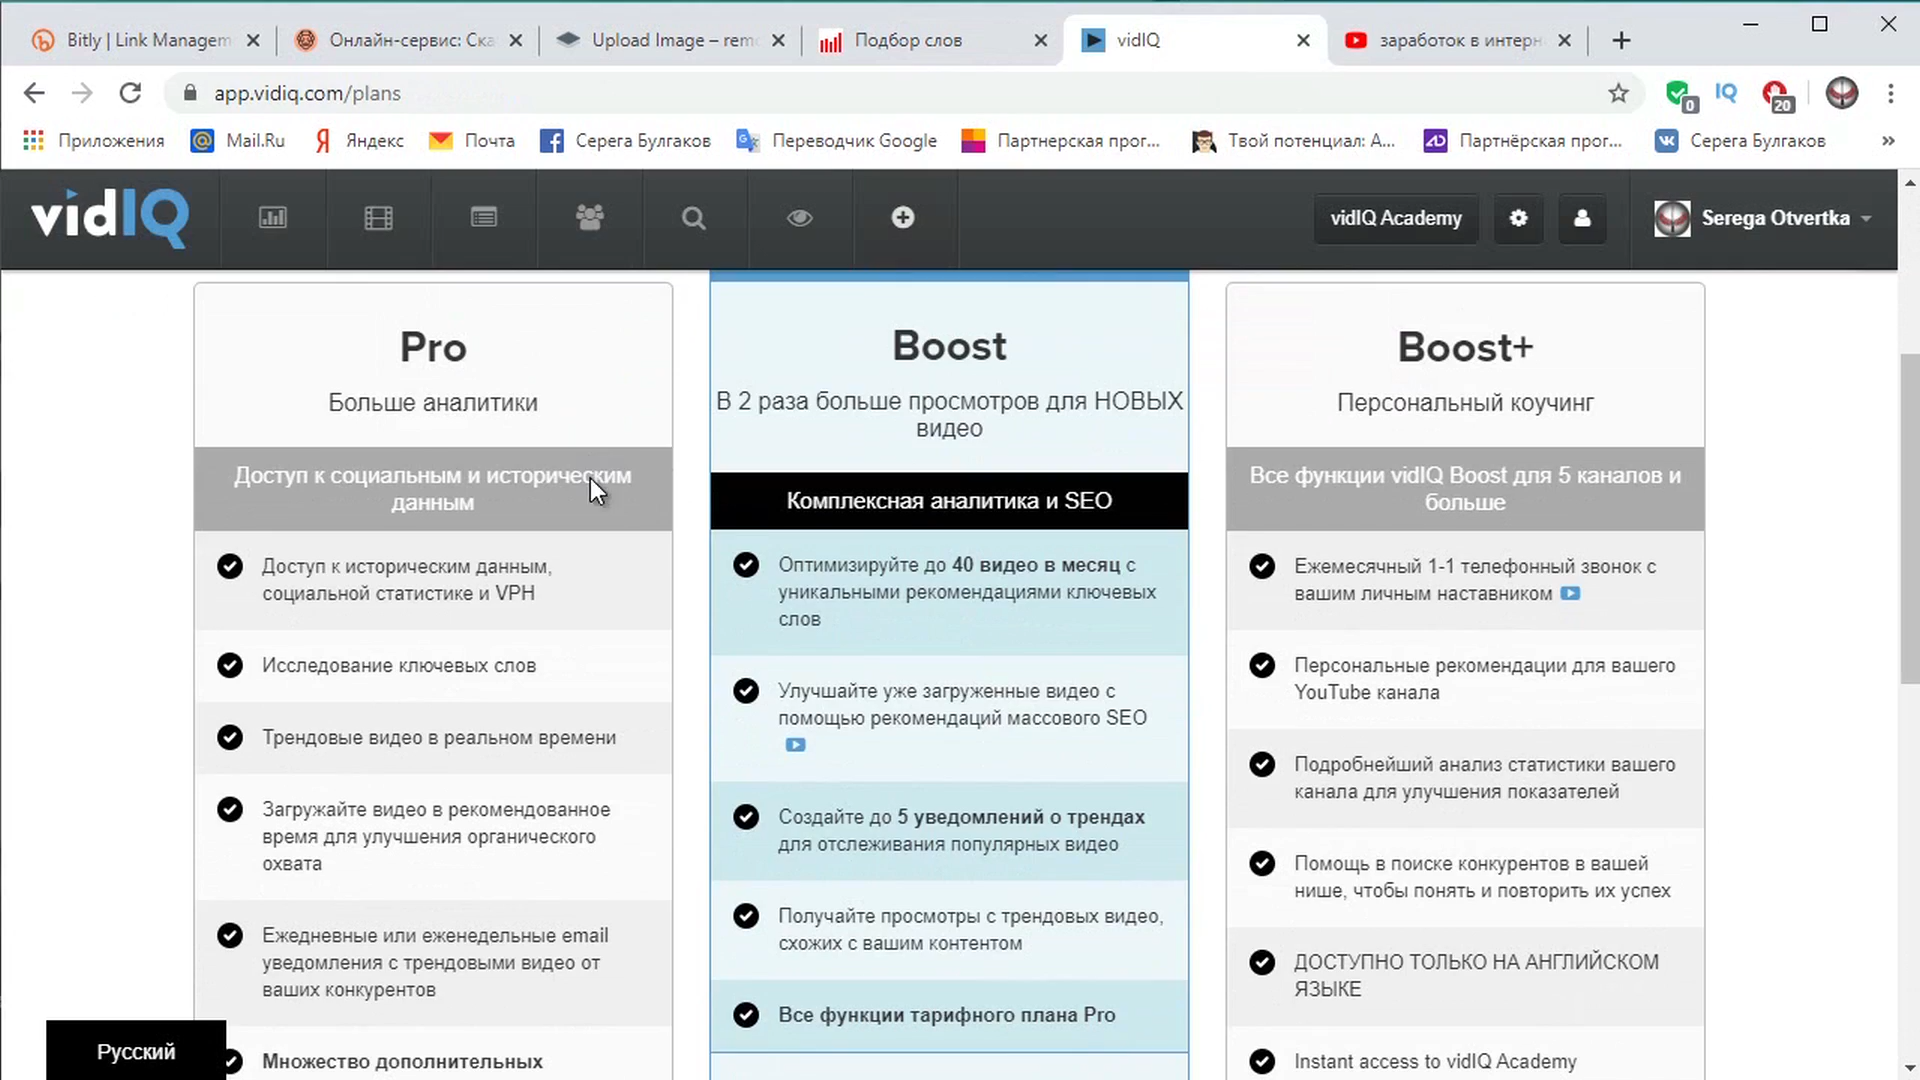 Bitly | Link Managem
Онлайн-сервис: Ска
Upload Image – rem
Подбор слов
vidIQ
заработок в интерн
app.vidiq.com/plans
0
IQ
20
Приложения
Mail.Ru
Яндекс
Почта
Серега Булгаков
Переводчик Google
Партнерская прог...
Твой потенциал: А...
Партнёрская прог...
Серега Булгаков
vidIQ
vidIQ Academy
Serega Otvertka
Pro
Больше аналитики
Доступ к социальным и историческим
данным
Доступ к историческим данным,
социальной статистике и VPH
Исследование ключевых слов
Трендовые видео в реальном времени
Загружайте видео в рекомендованное
время для улучшения органического
охвата
Ежедневные или еженедельные email
уведомления с трендовыми видео от
ваших конкурентов
Множество дополнительных
Boost
В 2 раза больше просмотров для НОВЫХ
видео
Комплексная аналитика и SEO
Оптимизируйте до 40 видео в месяц с
уникальными рекомендациями ключевых
слов
Улучшайте уже загруженные видео с
помощью рекомендаций массового SEO
Создайте до 5 уведомлений о трендах
для отслеживания популярных видео
Получайте просмотры с трендовых видео,
схожих с вашим контентом
Все функции тарифного плана Pro
Boost+
Персональный коучинг
Все функции vidIQ Boost для 5 каналов и
больше
Ежемесячный 1-1 телефонный звонок с
вашим личным наставником
Персональные рекомендации для вашего
YouTube канала
Подробнейший анализ статистики вашего
канала для улучшения показателей
Помощь в поиске конкурентов в вашей
нише, чтобы понять и повторить их успех
ДОСТУПНО ТОЛЬКО НА АНГЛИЙСКОМ
ЯЗЫКЕ
Instant access to vidIQ Academy
Русский